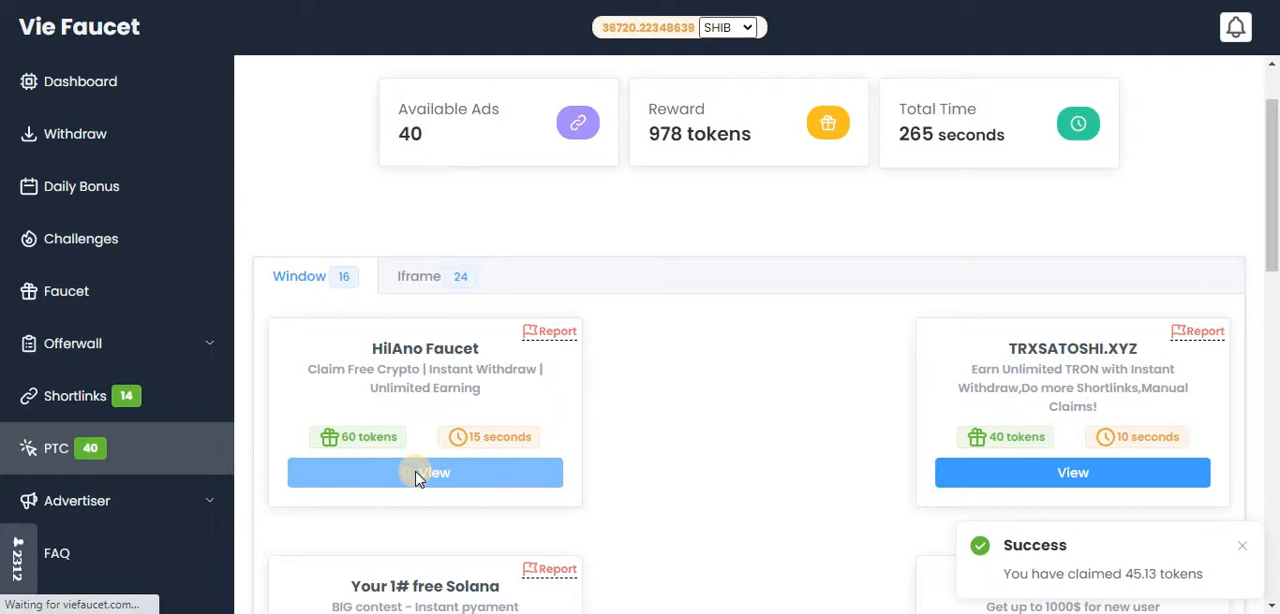 Vie Faucet
36720.22348639 SHIB
Dashboard
Withdraw
Daily Bonus
Challenges
Faucet
Offerwall
Shortlinks 14
PTC 40
Advertiser
FAQ
2312
Waiting for viefaucet.com...
Available Ads
40
Reward
978 tokens
Total Time
265 seconds
Window 16 Iframe 24
Report
HilAno Faucet
Claim Free Crypto | Instant Withdraw |
Unlimited Earning
60 tokens 15 seconds
View
Report
TRXSATOSHI.XYZ
Earn Unlimited TRON with Instant
Withdraw,Do more Shortlinks,Manual
Claims!
40 tokens 10 seconds
View
Report
Your 1# free Solana
BIG contest - Instant pyament
Get up to 1000$ for new user
Success
You have claimed 45.13 tokens